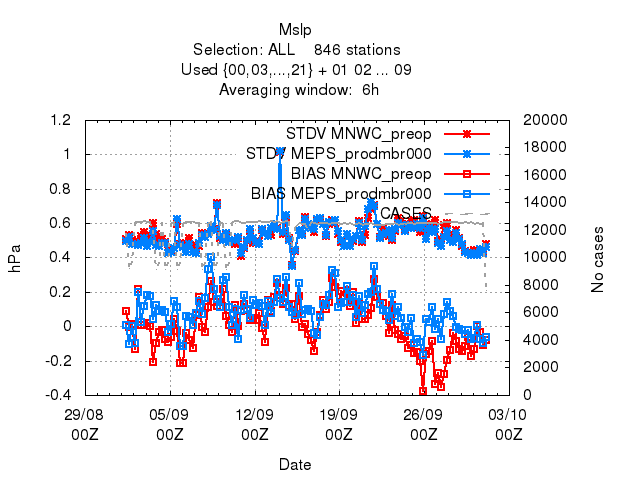 Mslp
Selection: ALL    846 stations
Used {00,03,...,21} + 01 02 ... 09
Averaging window:  6h
1.2
1
0.8
0.6
0.4
0.2
0
-0.2
-0.4
hPa
20000
18000
16000
14000
12000
10000
8000
6000
4000
2000
0
No cases
STDV MNWC_preop
STDV MEPS_prodmbr000
BIAS MNWC_preop
BIAS MEPS_prodmbr000
CASES
29/08 05/09 12/09 19/09 26/09 03/10
00Z 00Z 00Z 00Z 00Z 00Z
Date